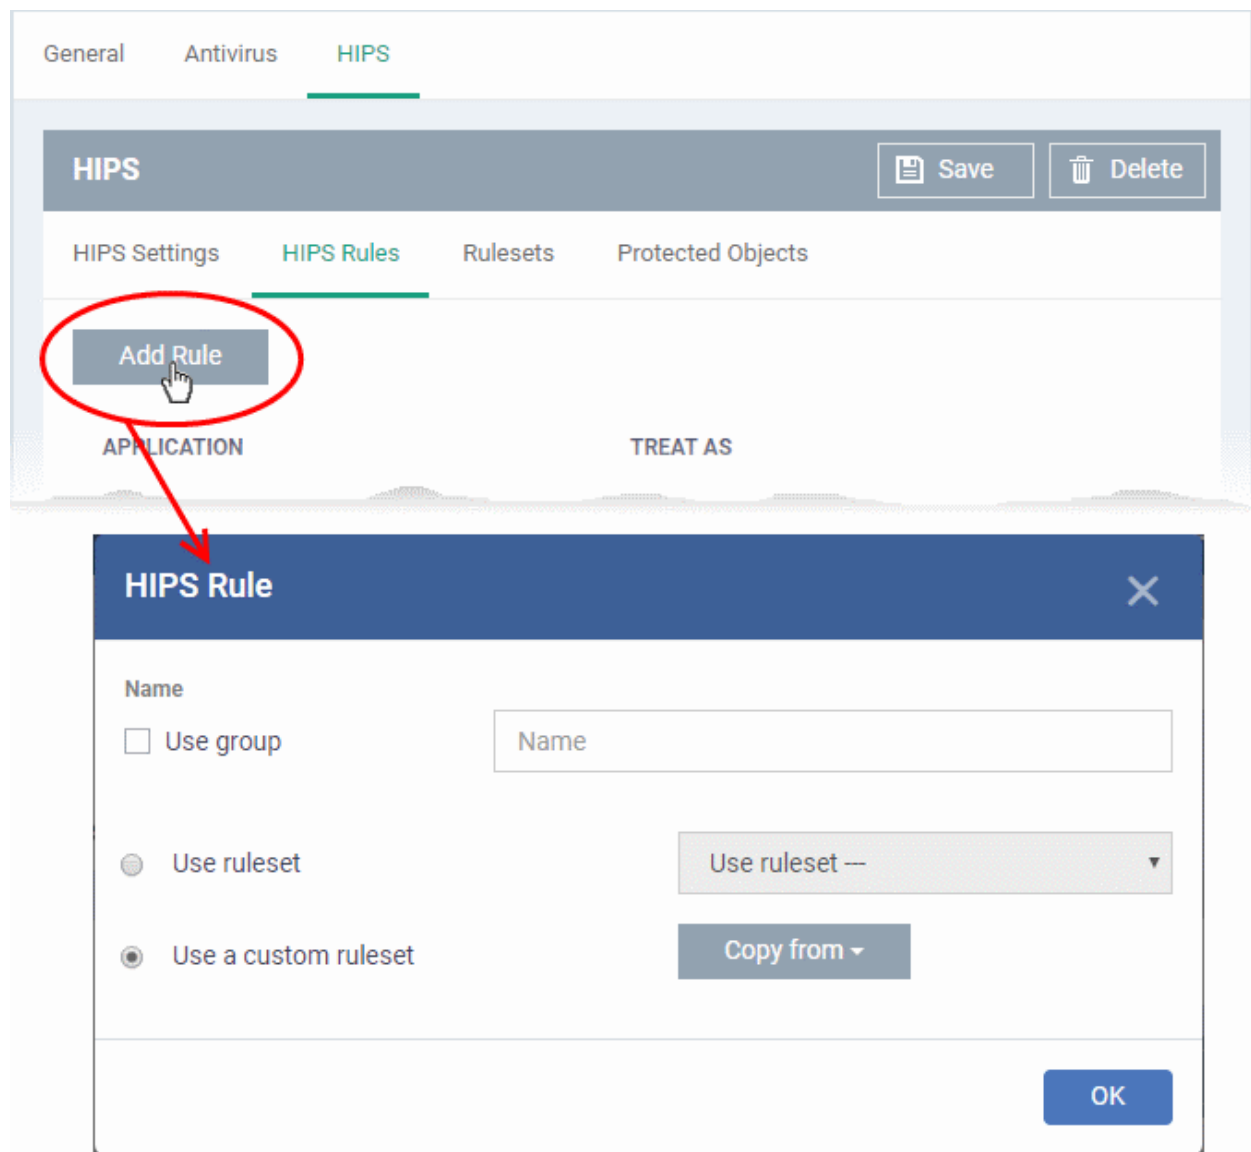 General Antivirus HIPS
HIPS Save Delete
HIPS Settings HIPS Rules Rulesets Protected Objects
Add Rule
APPLICATION TREAT AS
HIPS Rule
Name
Use group Name
Use ruleset Use ruleset ---
Use a custom ruleset Copy from
OK